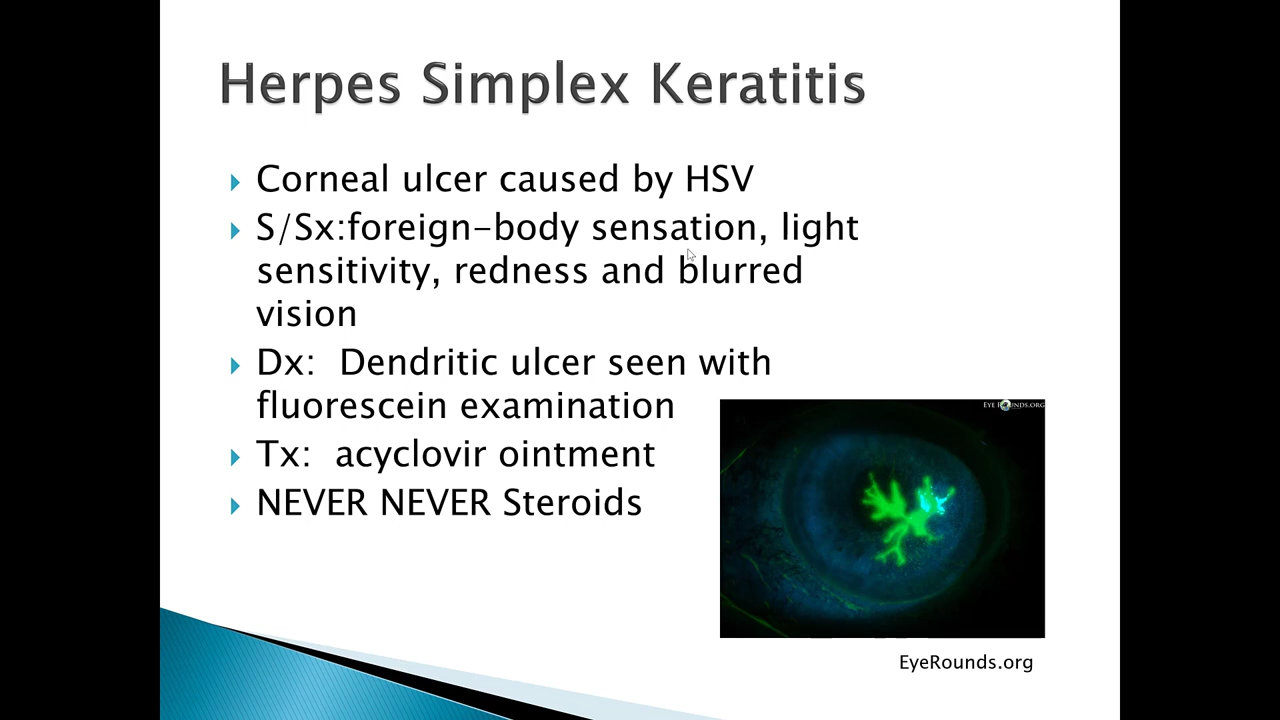 Herpes Simplex Keratitis
Corneal ulcer caused by HSV
S/Sx:foreign-body sensation, light
sensitivity, redness and blurred
vision
Dx:  Dendritic ulcer seen with
fluorescein examination
Tx:  acyclovir ointment
NEVER NEVER Steroids
EYE ROUNDS.ORG
EyeRounds.org